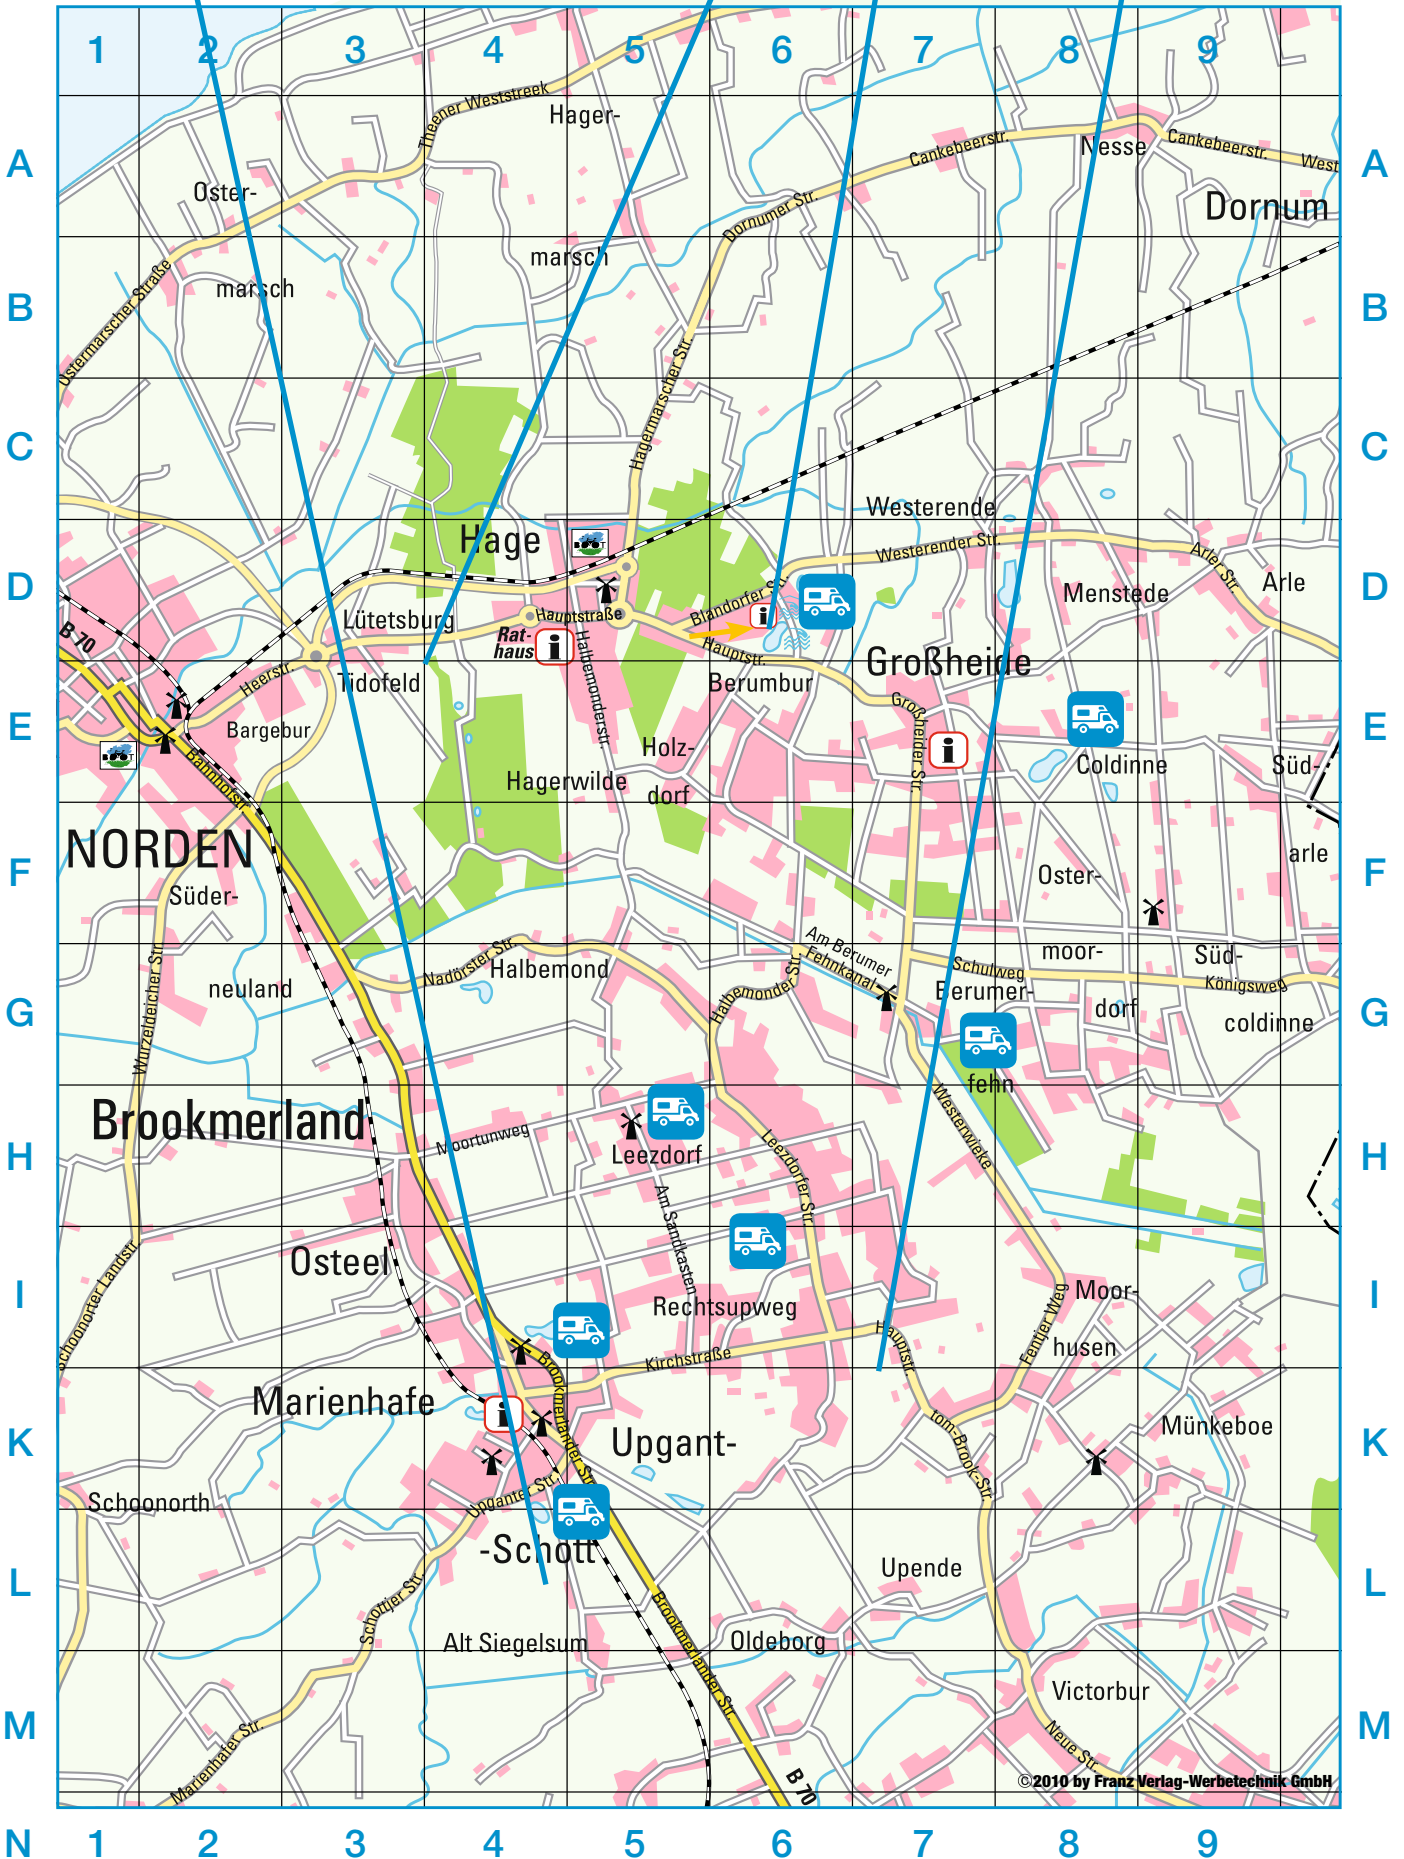 1 2 3 4 5 6 7 8 9
Theener Weststreek
Hager-
Cankebeerstr.
Nesse
Cankebeerstr.
West
A
A
Oster-
Dornumer Str.
Dornum
marsch
Ostermarscher Straße
marsch
B
B
Hagermarscher Str.
C
C
Westerende
Hage
BOOT
Westerender Str.
Arler Str.
D
D
Blandorfer Str.
Menstede
Arle
Lütetsburg
Hauptstraße
i
B 70
Rat-
haus
i
Halbemonderstr.
Hauptstr.
Großheide
Heerstr.
Tidofeld
Berumbur
Großheider Str.
E
E
Bargebur
Holz-
i
BOOT
Bahnhofstr.
Hagerwilde
dorf
Coldinne
Süd-
NORDEN
arle
F
F
Süder-
Oster-
Wurzeldeicher Str.
Nadörster Str.
Halbemond
Halbemonder Str.
Am Berumer
Fehnkanal
moor-
Süd-
Schulweg
Königsweg
neuland
Berumer-
dorf
coldinne
G
G
fehn
Brookmerland
Westerwieke
Moortunweg
Leezdorf
Leezdorfer Str.
H
H
Am Sandkasten
Osteel
Schoonorter Landstr.
Rechtsupweg
Moor-
I
I
Fentjer Weg
husen
Hauptstr.
Kirchstraße
Brookmerlander Str.
Marienhafe
i
tom-Brook-Str.
Münkeboe
K
K
Upgant-
Schoonorth
Upganter Str.
-Schott
Upende
L
L
Schottjer Str.
Brookmerlander Str.
Alt Siegelsum
Oldeborg
Victorbur
M
M
Marienhafer Str.
Neue Str.
B 70
©2010 by Franz Verlag-Werbetechnik GmbH
N 1 2 3 4 5 6 7 8 9